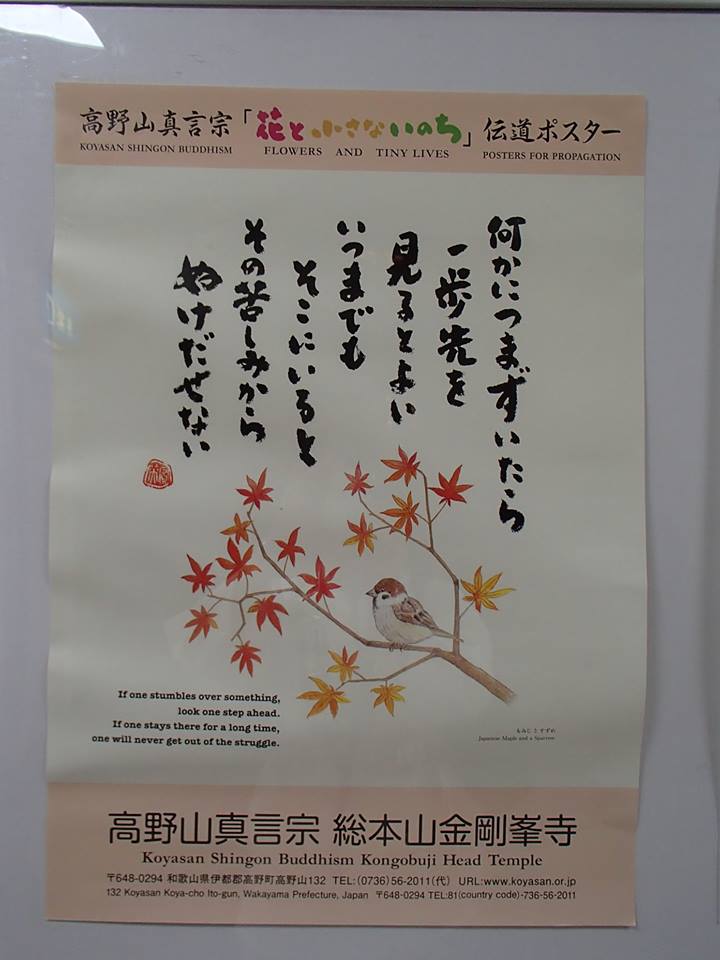 高野山真言宗「花と小さないのち」伝道ポスター
KOYASAN SHINGON BUDDHISM FLOWERS AND TINY LIVES POSTERS FOR PROPAGATION
何かにつまずいたら
一歩先を
見るとよい
いつまでも
そこにいると
その苦しみから
ぬけだせない
If one stumbles over something,
look one step ahead.
If one stays there for a long time,
one will never get out of the struggle.
もみじ と すずめ
Japanese Maple and a Sparrow
高野山真言宗 総本山金剛峯寺
Koyasan Shingon Buddhism Kongobuji Head Temple
〒648-0294 和歌山県伊都郡高野町高野山132 TEL:(0736)56-2011(代) URL:www.koyasan.or.jp
132 Koyasan Koya-cho Ito-gun, Wakayama Prefecture, Japan 〒648-0294 TEL:81(country code)-736-56-2011